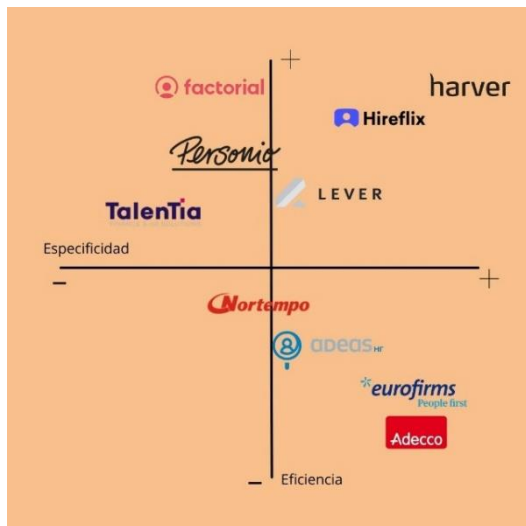 +
factorial
harver
Hireflix
Personio
LEVER
TalenTia
Especificidad
−
+
Nortempo
adeas HR
eurofirms
People first
Adecco
− Eficiencia